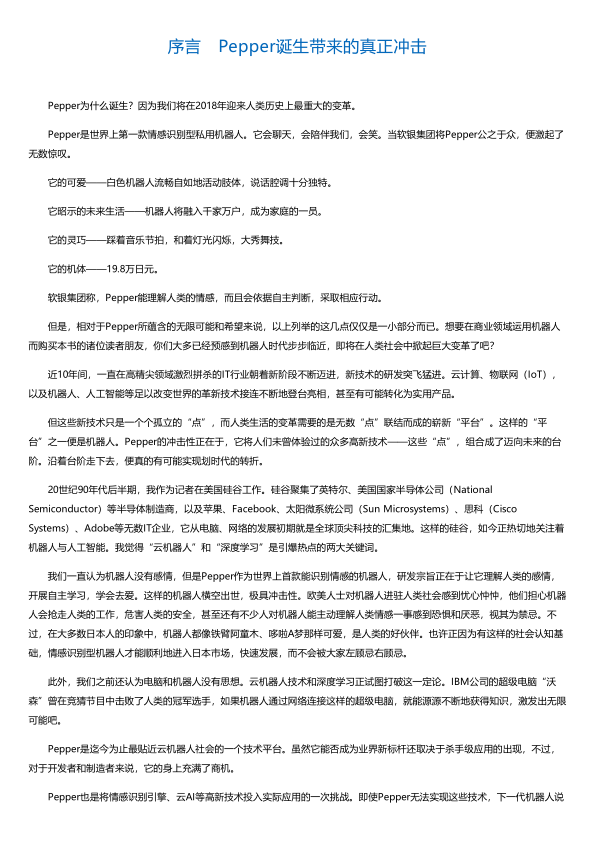 序言　Pepper诞生带来的真正冲击
Pepper为什么诞生？因为我们将在2018年迎来人类历史上最重大的变革。
Pepper是世界上第一款情感识别型私用机器人。它会聊天，会陪伴我们，会笑。当软银集团将Pepper公之于众，便激起了
无数惊叹。
它的可爱——白色机器人流畅自如地活动肢体，说话腔调十分独特。
它昭示的未来生活——机器人将融入千家万户，成为家庭的一员。
它的灵巧——踩着音乐节拍，和着灯光闪烁，大秀舞技。
它的机体——19.8万日元。
软银集团称，Pepper能理解人类的情感，而且会依据自主判断，采取相应行动。
但是，相对于Pepper所蕴含的无限可能和希望来说，以上列举的这几点仅仅是一小部分而已。想要在商业领域运用机器人
而购买本书的诸位读者朋友，你们大多已经预感到机器人时代步步临近，即将在人类社会中掀起巨大变革了吧？
近10年间，一直在高精尖领域激烈拼杀的IT行业朝着新阶段不断迈进，新技术的研发突飞猛进。云计算、物联网（IoT），
以及机器人、人工智能等足以改变世界的革新技术接连不断地登台亮相，甚至有可能转化为实用产品。
但这些新技术只是一个个孤立的“点”，而人类生活的变革需要的是无数“点”联结而成的崭新“平台”。这样的“平
台”之一便是机器人。Pepper的冲击性正在于，它将人们未曾体验过的众多高新技术——这些“点”，组合成了迈向未来的台
阶。沿着台阶走下去，便真的有可能实现划时代的转折。
20世纪90年代后半期，我作为记者在美国硅谷工作。硅谷聚集了英特尔、美国国家半导体公司（National
Semiconductor）等半导体制造商，以及苹果、Facebook、太阳微系统公司（Sun Microsystems）、思科（Cisco
Systems）、Adobe等无数IT企业，它从电脑、网络的发展初期就是全球顶尖科技的汇集地。这样的硅谷，如今正热切地关注着
机器人与人工智能。我觉得“云机器人”和“深度学习”是引爆热点的两大关键词。
我们一直认为机器人没有感情，但是Pepper作为世界上首款能识别情感的机器人，研发宗旨正在于让它理解人类的感情，
开展自主学习，学会去爱。这样的机器人横空出世，极具冲击性。欧美人士对机器人进驻人类社会感到忧心忡忡，他们担心机器
人会抢走人类的工作，危害人类的安全，甚至还有不少人对机器人能主动理解人类情感一事感到恐惧和厌恶，视其为禁忌。不
过，在大多数日本人的印象中，机器人都像铁臂阿童木、哆啦A梦那样可爱，是人类的好伙伴。也许正因为有这样的社会认知基
础，情感识别型机器人才能顺利地进入日本市场，快速发展，而不会被大家左顾忌右顾忌。
此外，我们之前还认为电脑和机器人没有思想。云机器人技术和深度学习正试图打破这一定论。IBM公司的超级电脑“沃
森”曾在竞猜节目中击败了人类的冠军选手，如果机器人通过网络连接这样的超级电脑，就能源源不断地获得知识，激发出无限
可能吧。
Pepper是迄今为止最贴近云机器人社会的一个技术平台。虽然它能否成为业界新标杆还取决于杀手级应用的出现，不过，
对于开发者和制造者来说，它的身上充满了商机。
Pepper也是将情感识别引擎、云AI等高新技术投入实际应用的一次挑战。即使Pepper无法实现这些技术，下一代机器人说